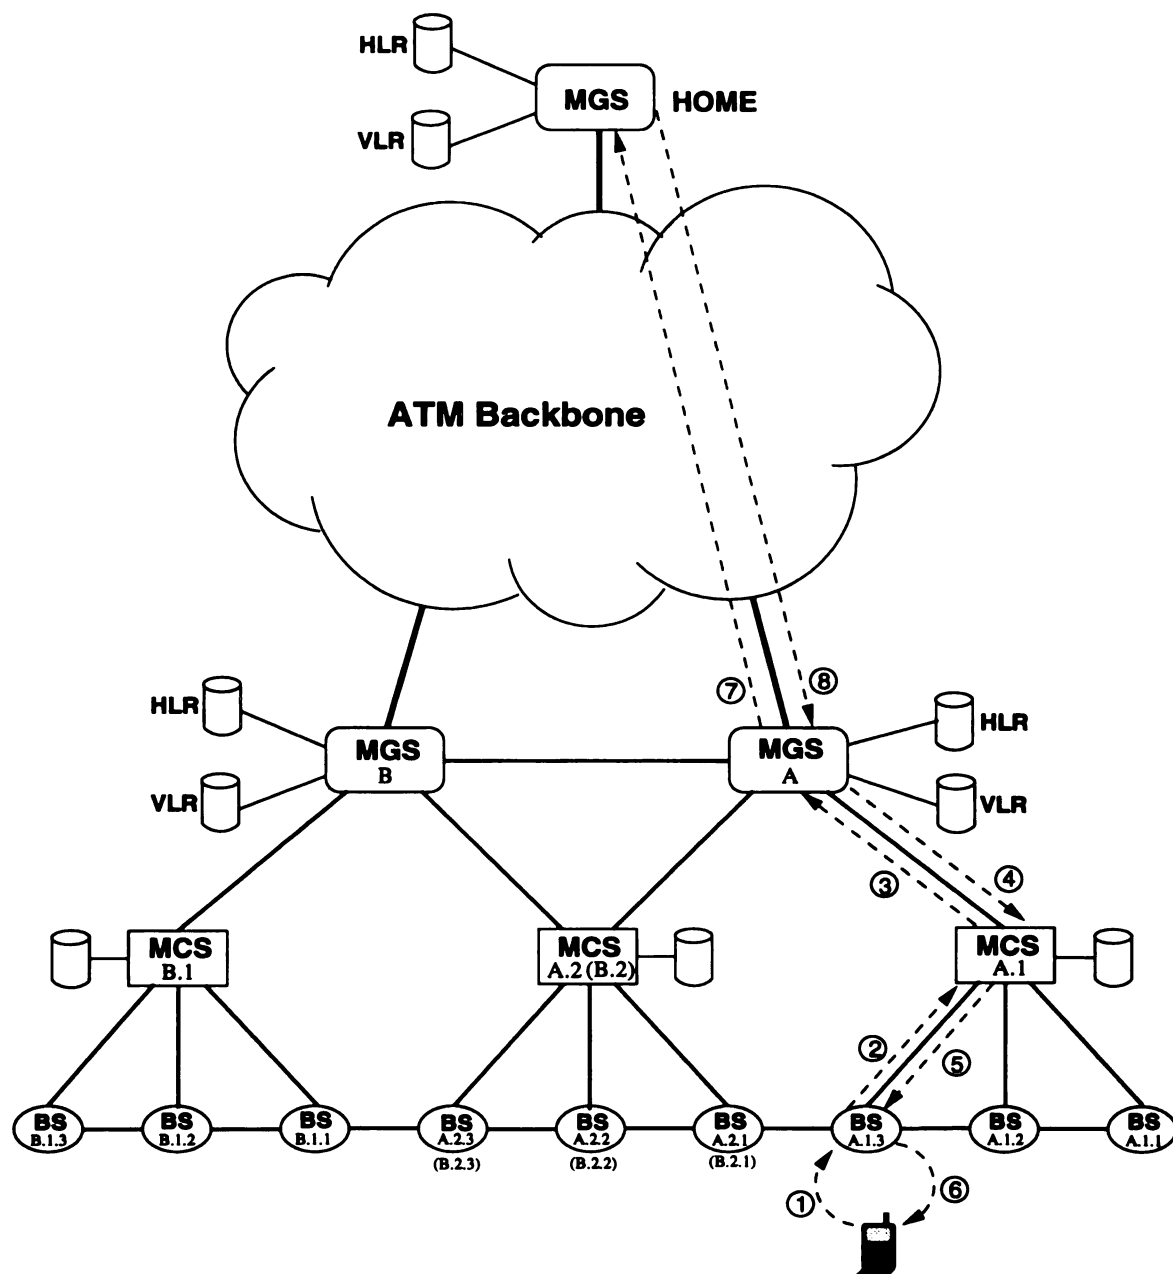 HLR
MGS
HOME
VLR
ATM Backbone
⑦
⑧
HLR
HLR
MGS
B
MGS
A
VLR
VLR
③
④
MCS
B.1
MCS
A.2 (B.2)
MCS
A.1
②
⑤
BS
B.1.3
BS
B.1.2
BS
B.1.1
BS
A.2.3
(B.2.3)
BS
A.2.2
(B.2.2)
BS
A.2.1
(B.2.1)
BS
A.1.3
BS
A.1.2
BS
A.1.1
①
⑥